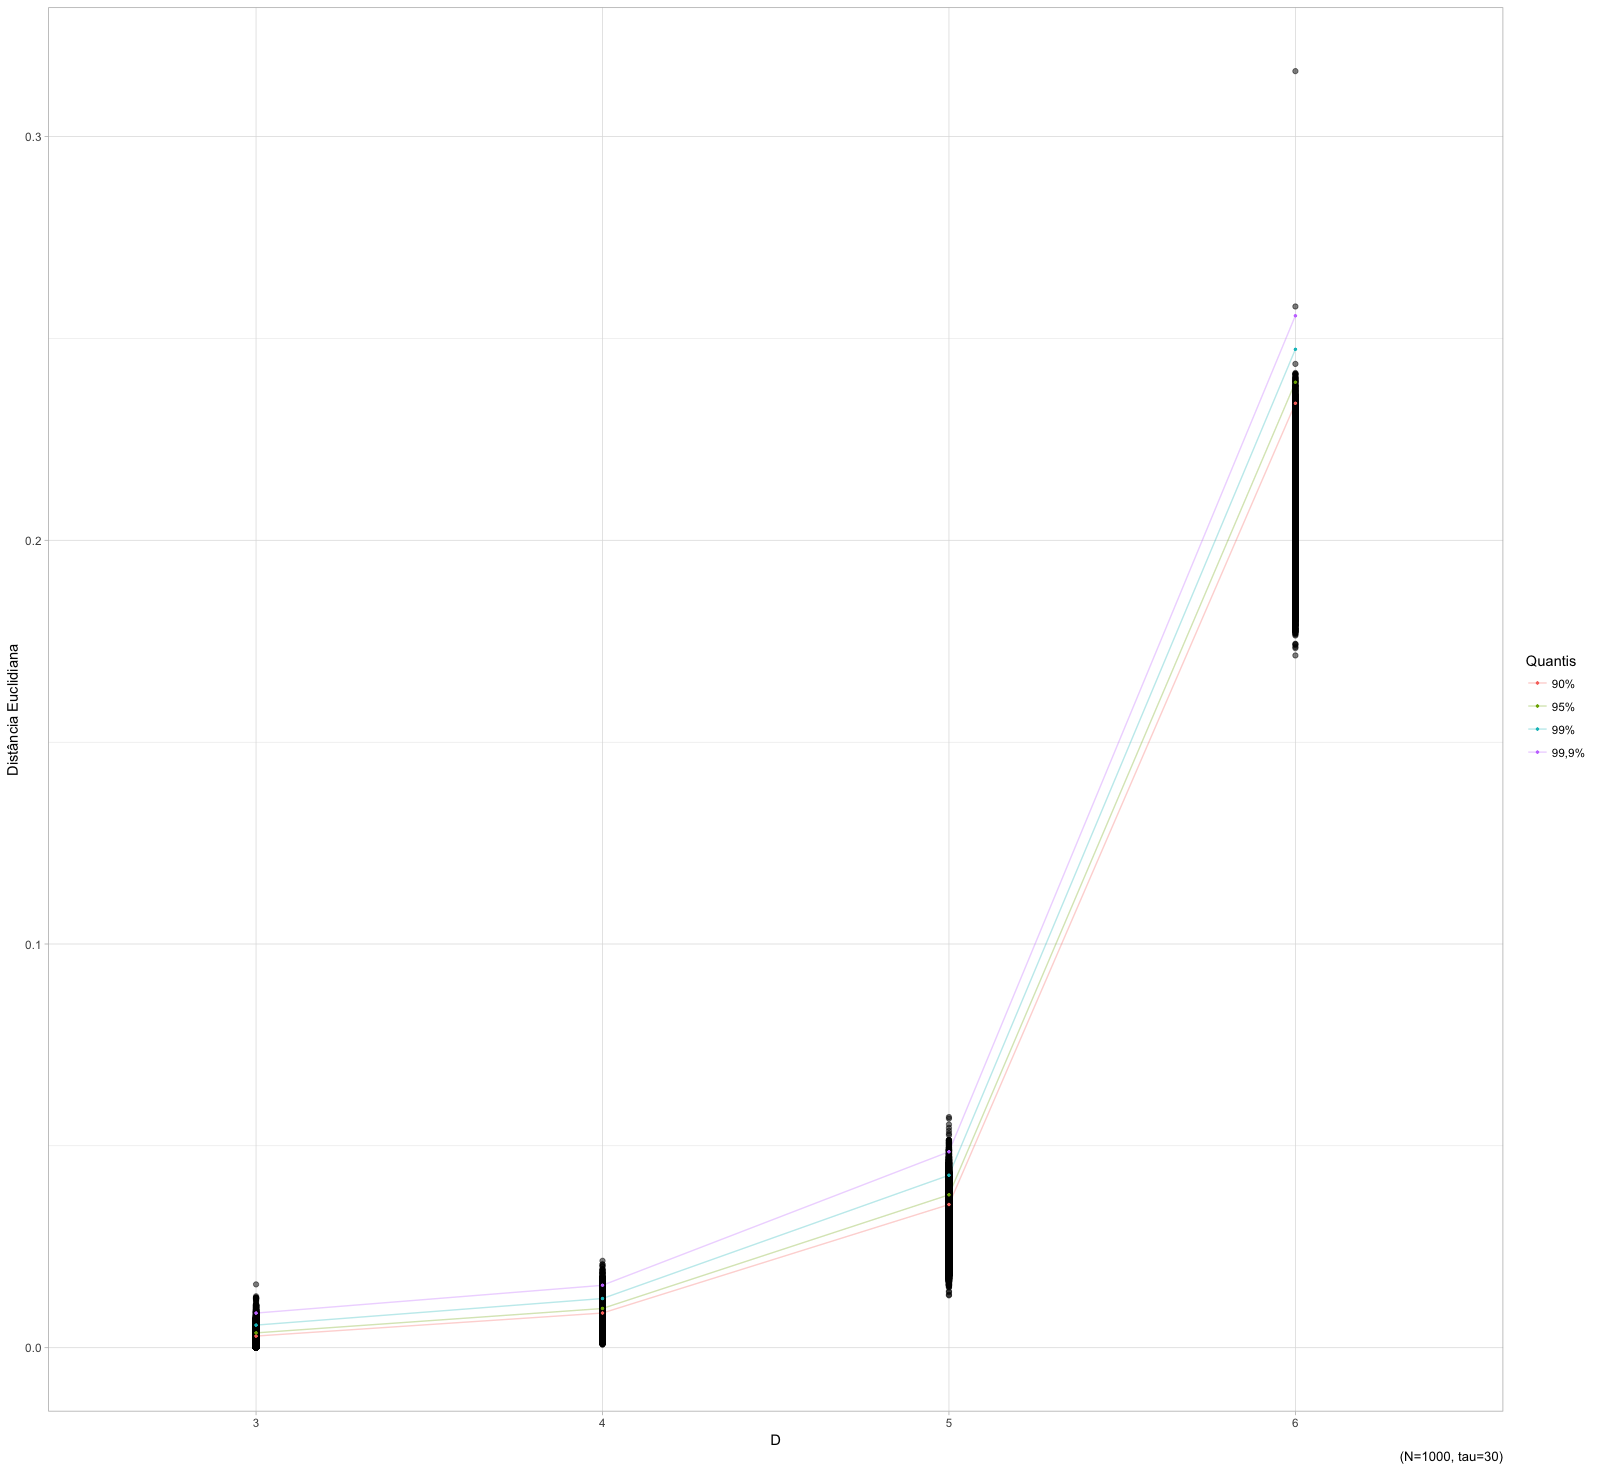 0.3
0.2
0.1
0.0
Distância Euclidiana
3 4 5 6
D
(N=1000, tau=30)
Quantis
90%
95%
99%
99,9%